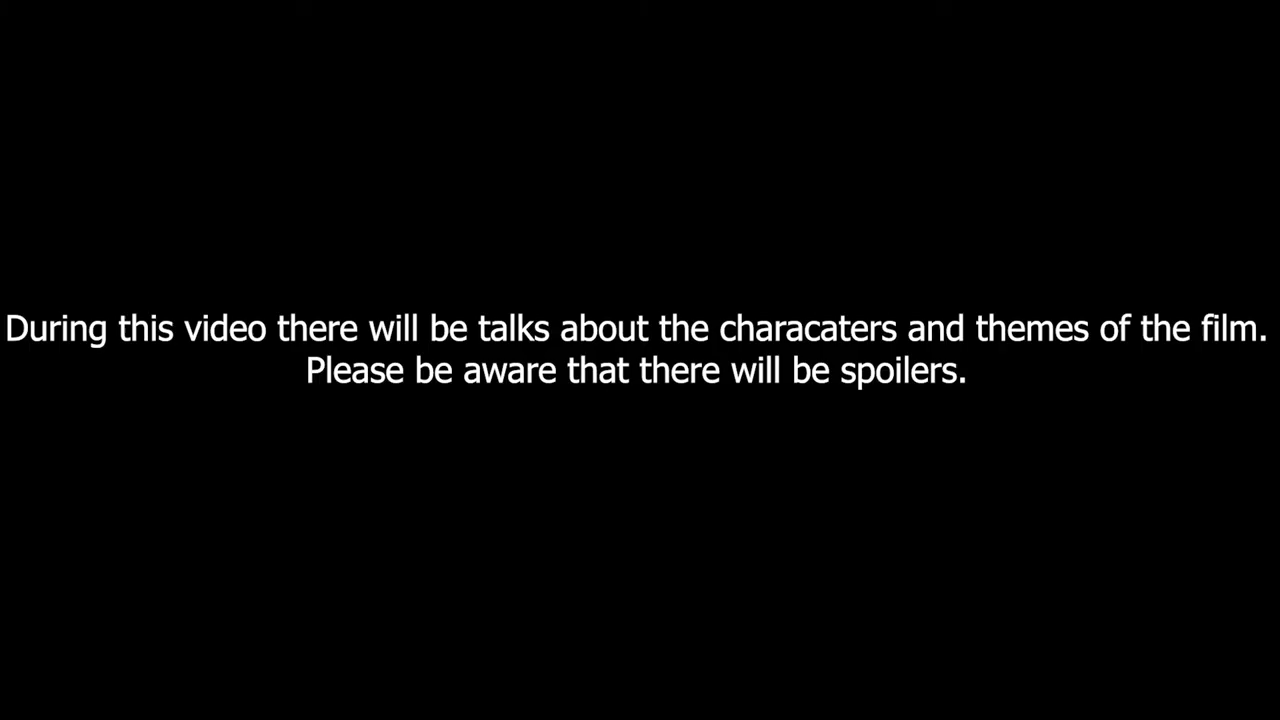 During this video there will be talks about the characaters and themes of the film.
Please be aware that there will be spoilers.